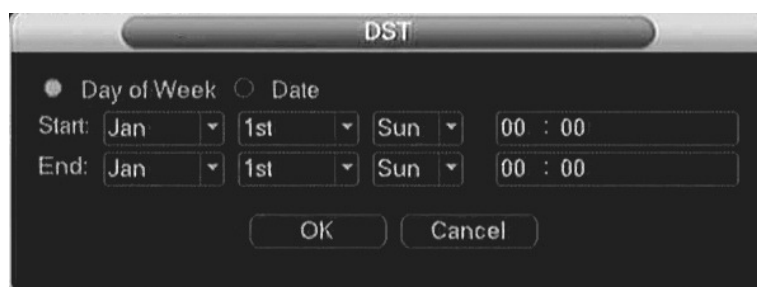 DST
Day of Week Date
Start: Jan 1st Sun 00 : 00
End: Jan 1st Sun 00 : 00
OK Cancel